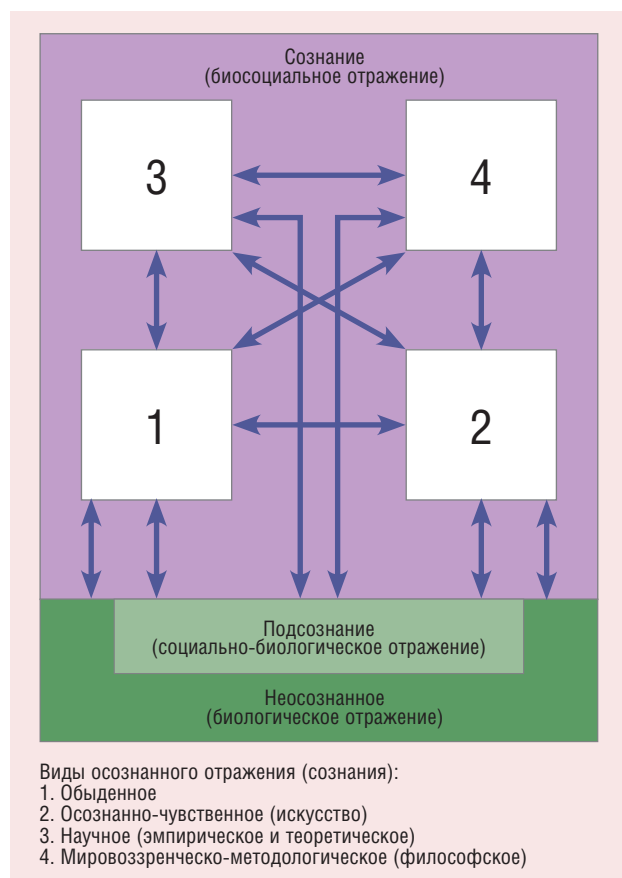 Сознание
(биосоциальное отражение)
3
4
1
2
Подсознание
(социально-биологическое отражение)
Неосознанное
(биологическое отражение)
Виды осознанного отражения (сознания):
1. Обыденное
2. Осознанно-чувственное (искусство)
3. Научное (эмпирическое и теоретическое)
4. Мировоззренческо-методологическое (философское)